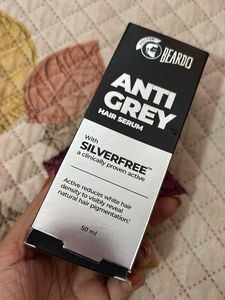 BEARDO
ANTI
GREY
HAIR SERUM
With
SILVERFREE™
a clinically proven active
Active reduces white hair
density to visibly reveal
natural hair pigmentation.*
50 ml